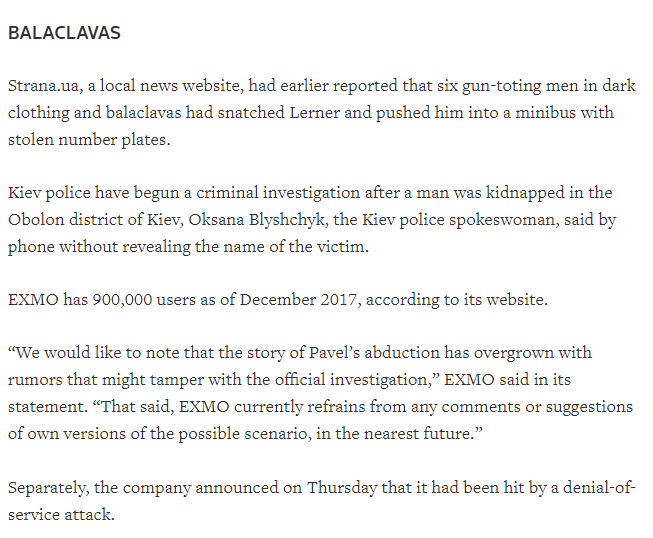 BALACLAVAS
Strana.ua, a local news website, had earlier reported that six gun-toting men in dark
clothing and balaclavas had snatched Lerner and pushed him into a minibus with
stolen number plates.
Kiev police have begun a criminal investigation after a man was kidnapped in the
Obolon district of Kiev, Oksana Blyshchyk, the Kiev police spokeswoman, said by
phone without revealing the name of the victim.
EXMO has 900,000 users as of December 2017, according to its website.
“We would like to note that the story of Pavel’s abduction has overgrown with
rumors that might tamper with the official investigation,” EXMO said in its
statement. “That said, EXMO currently refrains from any comments or suggestions
of own versions of the possible scenario, in the nearest future.”
Separately, the company announced on Thursday that it had been hit by a denial-of-
service attack.